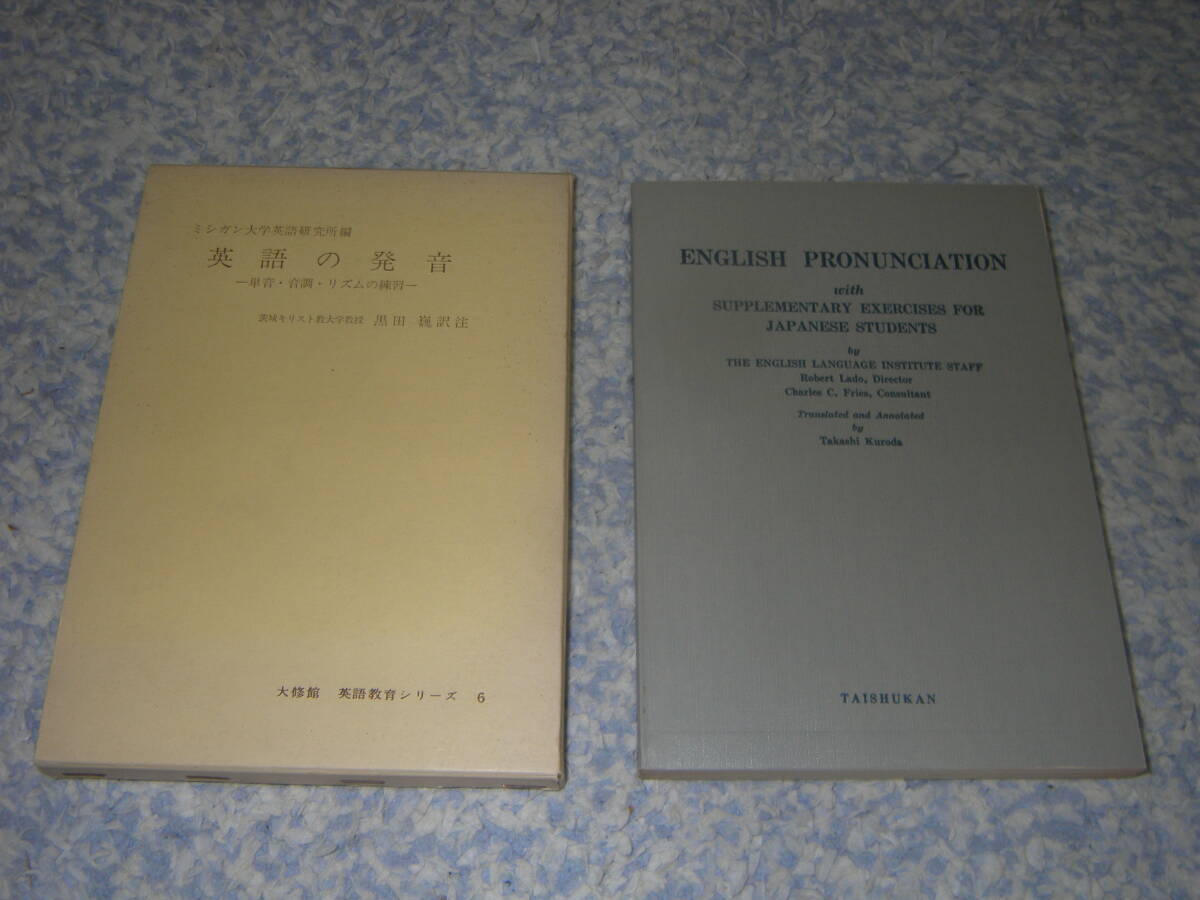 ミシガン大学英語研究所編
英語の発音
―単音・音調・リズムの練習―
茨城キリスト教大学教授 黒田 巍 訳注
大修館 英語教育シリーズ 6
ENGLISH PRONUNCIATION
with
SUPPLEMENTARY EXERCISES FOR
JAPANESE STUDENTS
by
THE ENGLISH LANGUAGE INSTITUTE STAFF
Robert Lado, Director
Charles C. Fries, Consultant
Translated and Annotated
by
Takashi Kuroda
TAISHUKAN